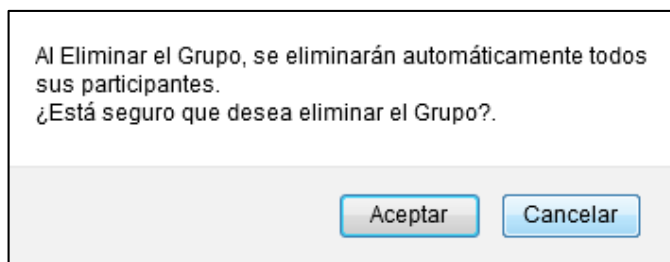 Al Eliminar el Grupo, se eliminarán automáticamente todos
sus participantes.
¿Está seguro que desea eliminar el Grupo?.
Aceptar
Cancelar